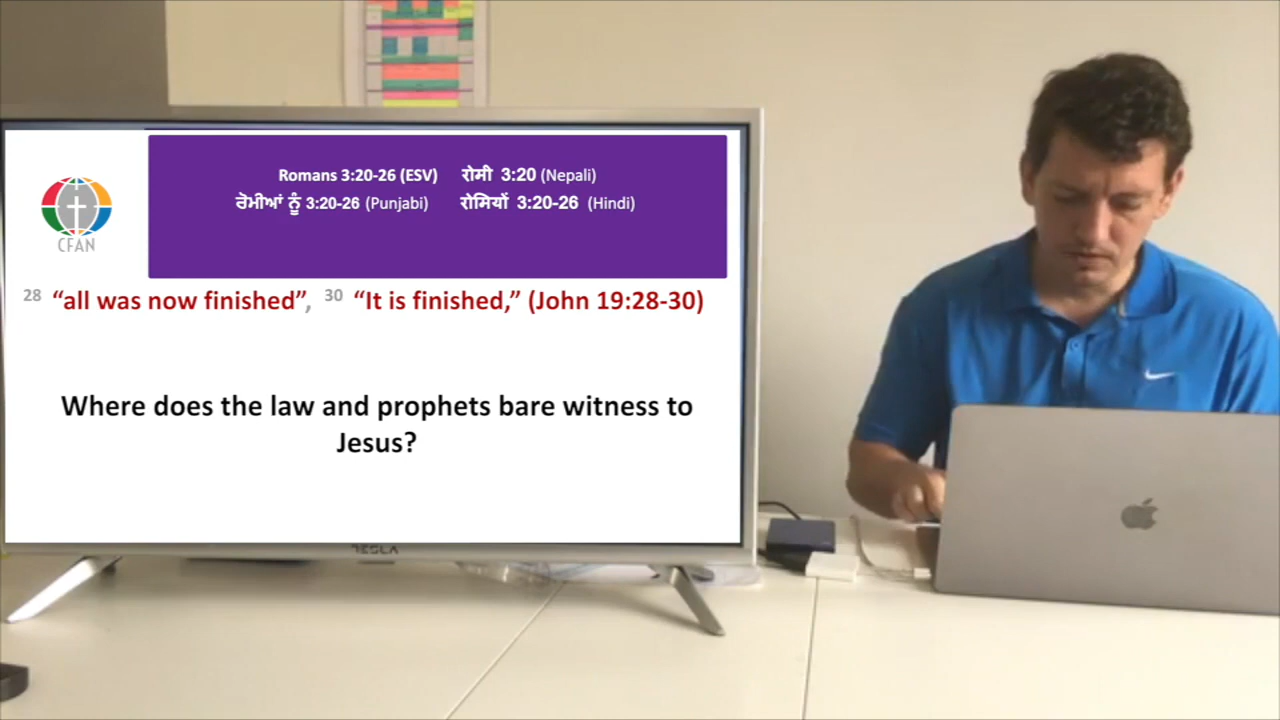 Romans 3:20-26 (ESV) रोमी 3:20 (Nepali)
ਰੋਮੀਆਂ ਨੂੰ 3:20-26 (Punjabi) रोमियों 3:20-26 (Hindi)
CFAN
28 “all was now finished”, 30 “It is finished,” (John 19:28-30)
Where does the law and prophets bare witness to
Jesus?
TESLA